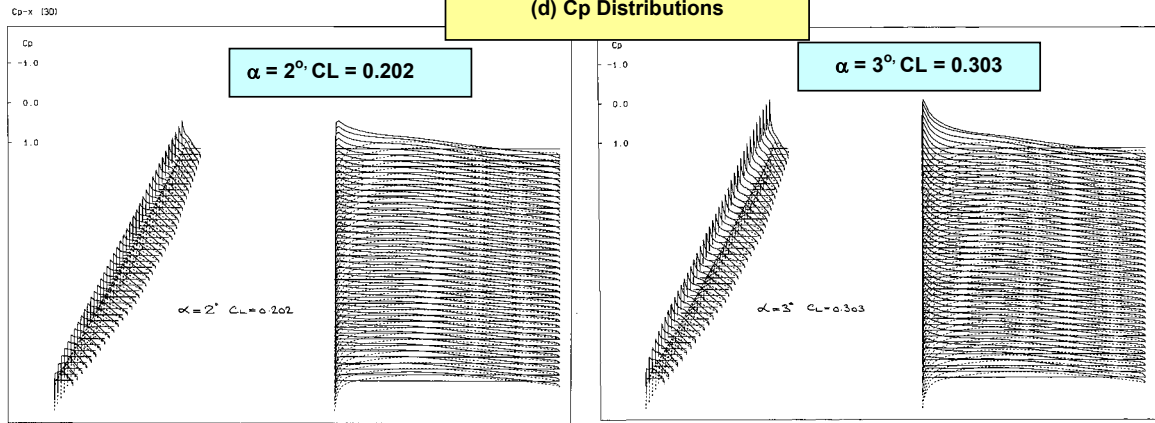 (d) Cp Distributions
Cp-x (3D)
Cp
-1.0
0.0
1.0
α = 2°, CL = 0.202
α=2° CL=0.202
Cp
-1.0
0.0
1.0
α = 3°, CL = 0.303
α=3° CL=0.303